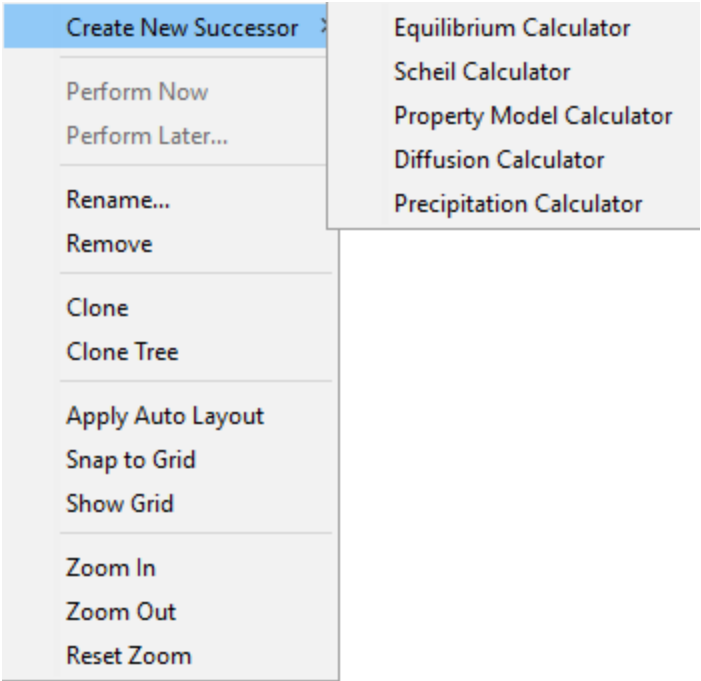 Create New Successor
Equilibrium Calculator
Scheil Calculator
Property Model Calculator
Diffusion Calculator
Precipitation Calculator
Perform Now
Perform Later...
Rename...
Remove
Clone
Clone Tree
Apply Auto Layout
Snap to Grid
Show Grid
Zoom In
Zoom Out
Reset Zoom